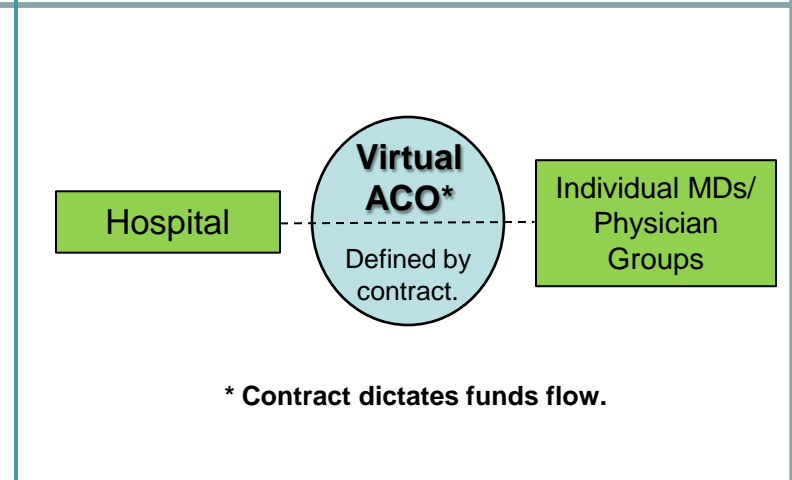 Hospital
Virtual
ACO*
Defined by
contract.
Individual MDs/
Physician
Groups
* Contract dictates funds flow.